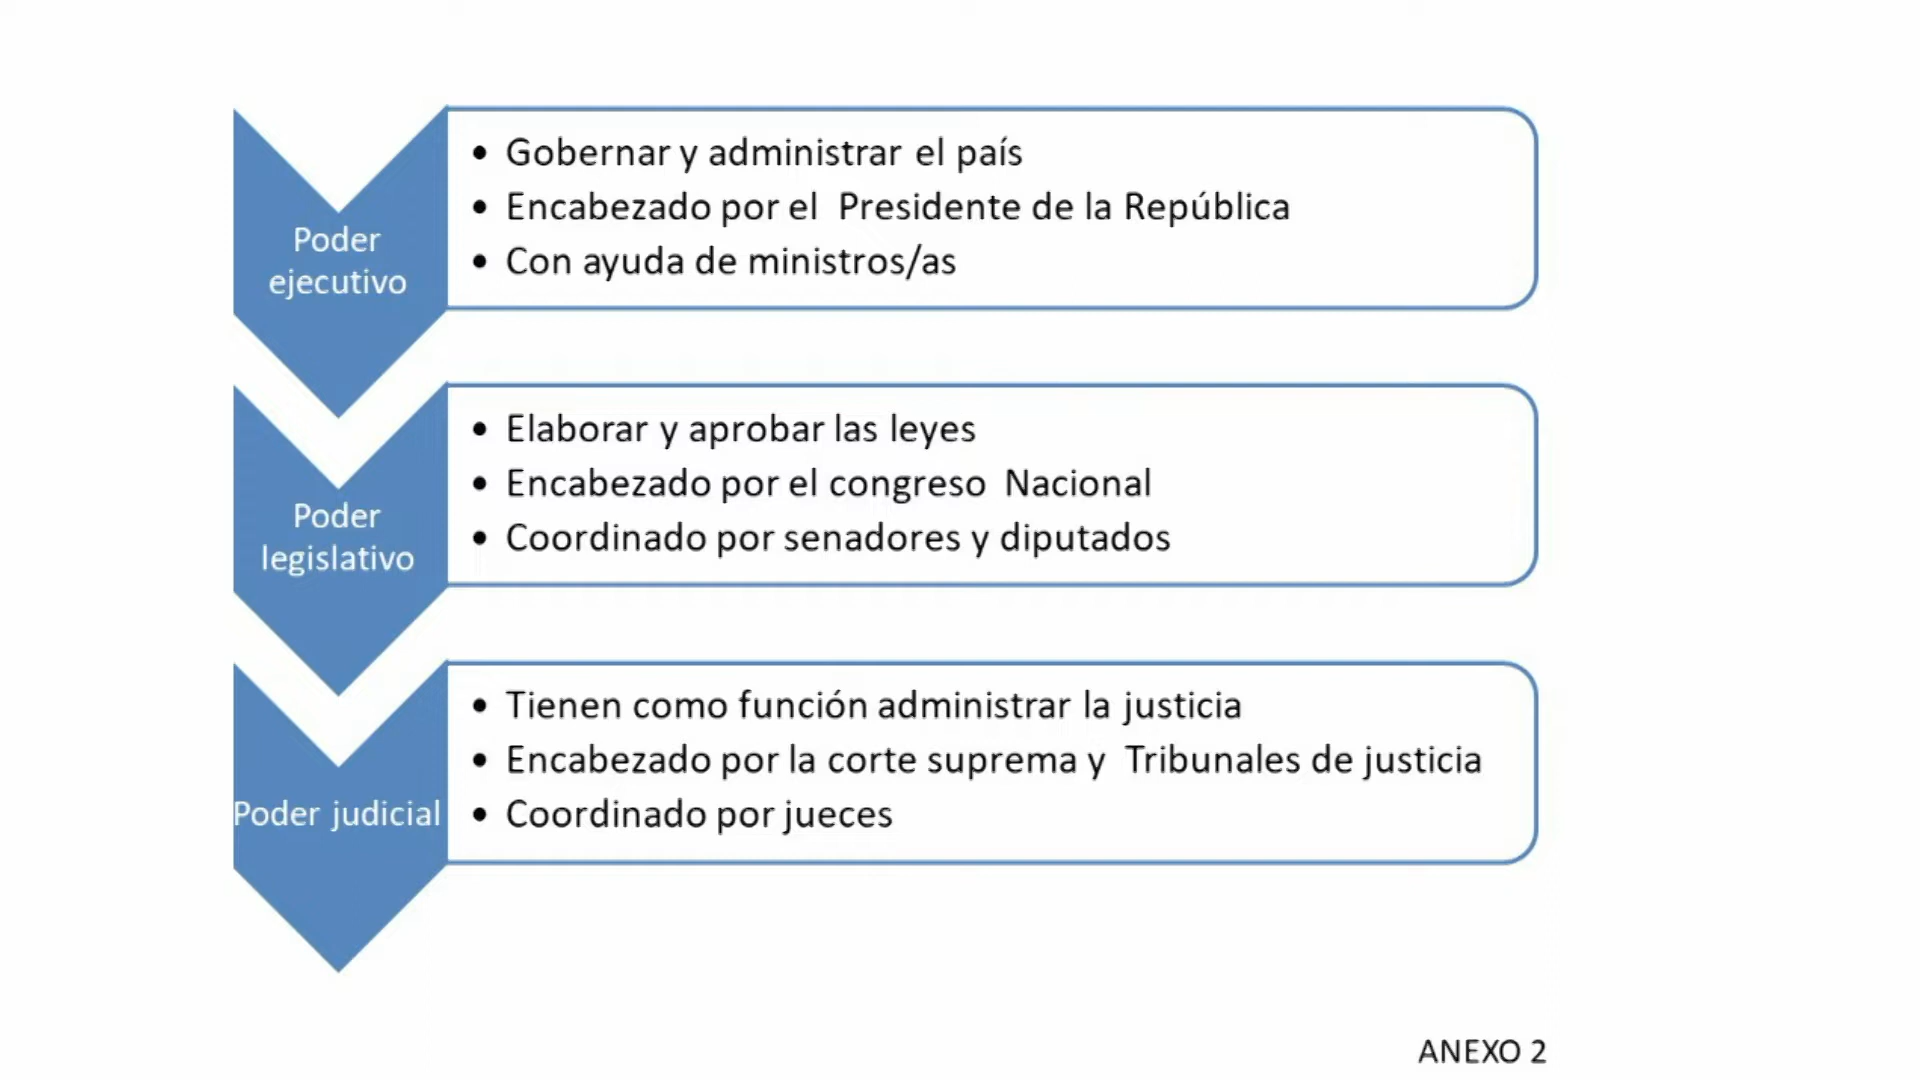 Poder
ejecutivo
• Gobernar y administrar el país
• Encabezado por el Presidente de la República
• Con ayuda de ministros/as
Poder
legislativo
• Elaborar y aprobar las leyes
• Encabezado por el congreso Nacional
• Coordinado por senadores y diputados
Poder judicial
• Tienen como función administrar la justicia
• Encabezado por la corte suprema y Tribunales de justicia
• Coordinado por jueces
ANEXO 2